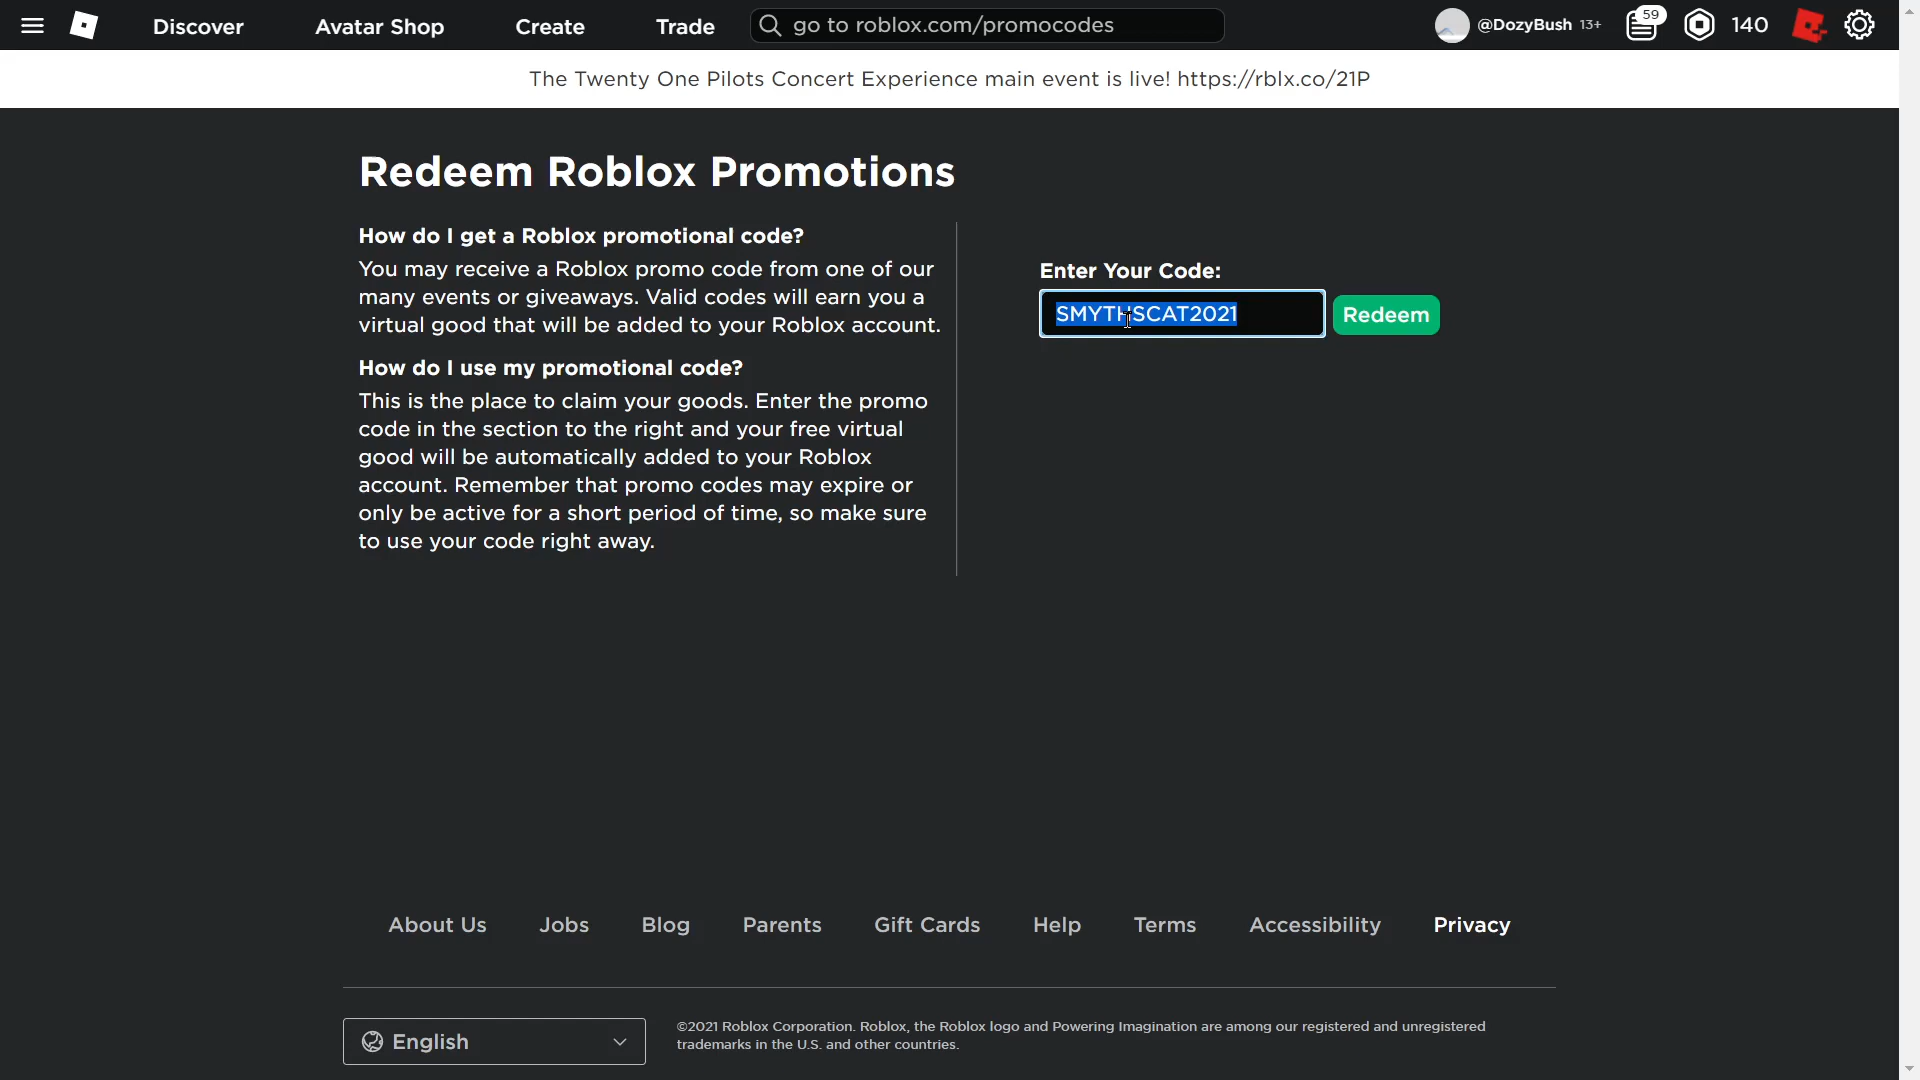 Discover
Avatar Shop
Create
Trade
go to roblox.com/promocodes
@DozyBush 13+
59
140
The Twenty One Pilots Concert Experience main event is live! https://rblx.co/21P
Redeem Roblox Promotions
How do I get a Roblox promotional code?
You may receive a Roblox promo code from one of our
many events or giveaways. Valid codes will earn you a
virtual good that will be added to your Roblox account.
How do I use my promotional code?
This is the place to claim your goods. Enter the promo
code in the section to the right and your free virtual
good will be automatically added to your Roblox
account. Remember that promo codes may expire or
only be active for a short period of time, so make sure
to use your code right away.
Enter Your Code:
SMYTHSCAT2021
Redeem
About Us
Jobs
Blog
Parents
Gift Cards
Help
Terms
Accessibility
Privacy
English
©2021 Roblox Corporation. Roblox, the Roblox logo and Powering Imagination are among our registered and unregistered
trademarks in the U.S. and other countries.